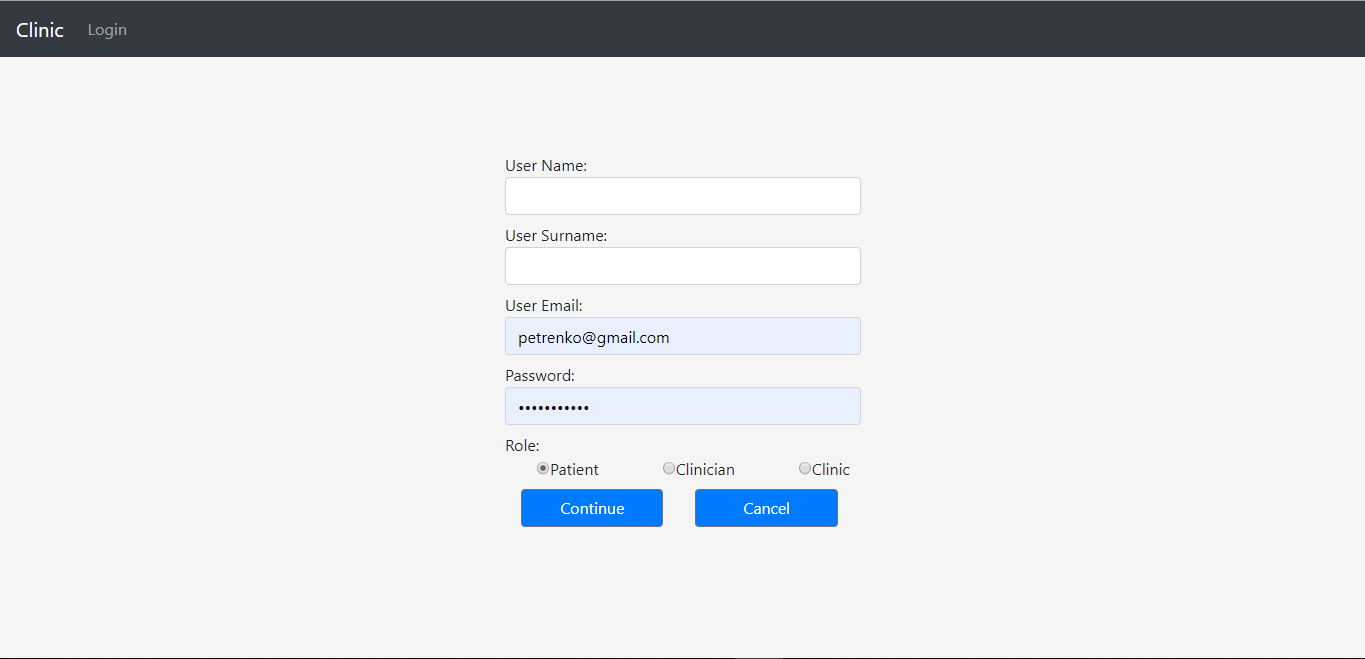 Clinic Login
User Name:
User Surname:
User Email:
petrenko@gmail.com
Password:
•••••••••••
Role:
Patient Clinician Clinic
Continue Cancel